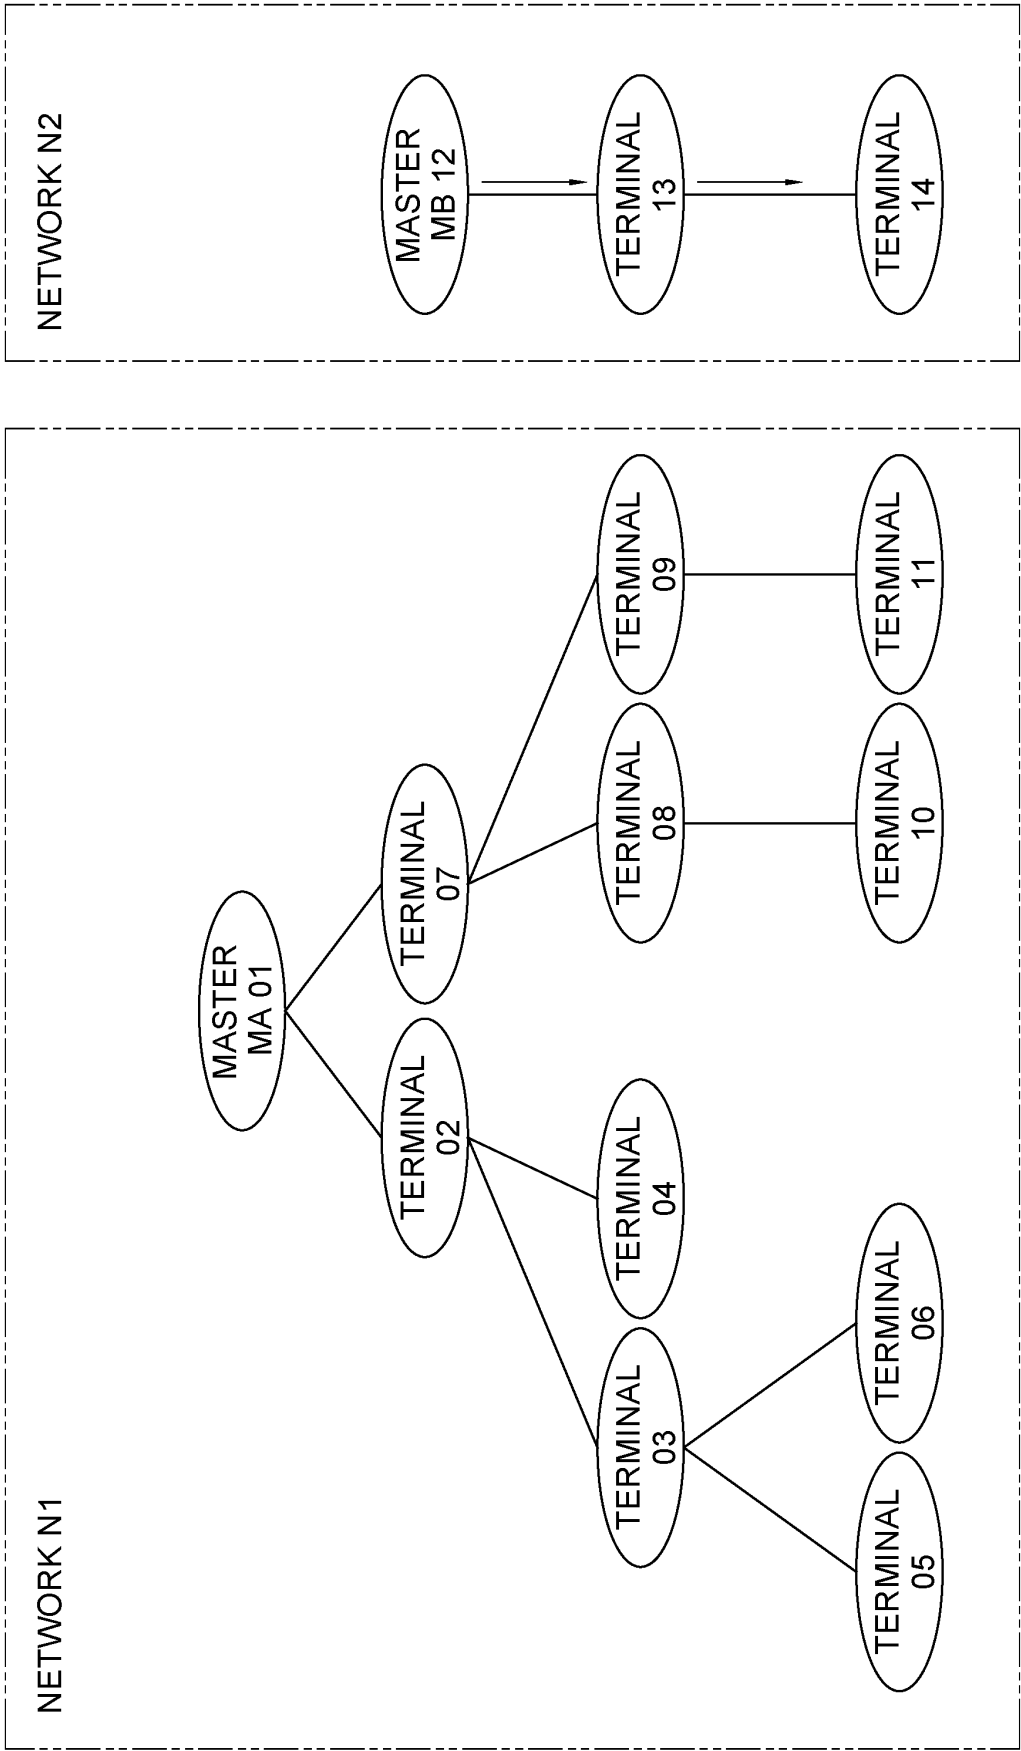 NETWORK N1
MASTER
MA 01
TERMINAL
02
TERMINAL
07
TERMINAL
03
TERMINAL
04
TERMINAL
08
TERMINAL
09
TERMINAL
05
TERMINAL
06
TERMINAL
10
TERMINAL
11
NETWORK N2
MASTER
MB 12
TERMINAL
13
TERMINAL
14